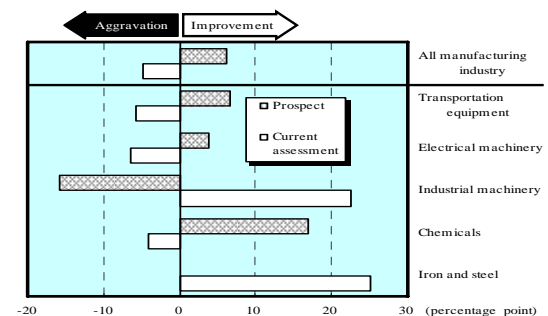 Aggravation Improvement
All manufacturing
industry
Transportation
equipment
Electrical machinery
Industrial machinery
Chemicals
Iron and steel
Prospect
Current
assessment
-20 -10 0 10 20 30 (percentage point)